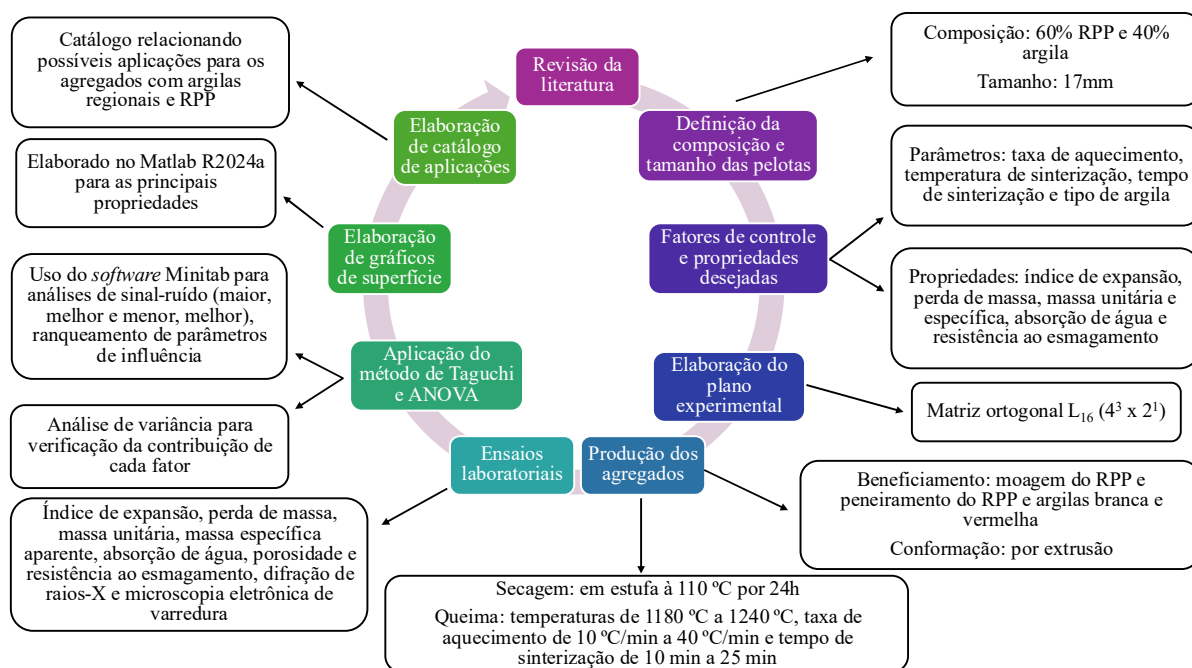 Revisão da
literatura
Composição: 60% RPP e 40%
argila
Tamanho: 17mm
Definição da
composição e
tamanho das pelotas
Parâmetros: taxa de aquecimento,
temperatura de sinterização, tempo
de sinterização e tipo de argila
Fatores de controle
e propriedades
desejadas
Propriedades: índice de expansão,
perda de massa, massa unitária e
específica, absorção de água e
resistência ao esmagamento
Elaboração do
plano
experimental
Matriz ortogonal L16 (4³ x 2¹)
Produção dos
agregados
Beneficiamento: moagem do RPP e
peneiramento do RPP e argilas branca e
vermelha
Conformação: por extrusão
Secagem: em estufa à 110 ºC por 24h
Queima: temperaturas de 1180 ºC a 1240 ºC, taxa de
aquecimento de 10 ºC/min a 40 ºC/min e tempo de
sinterização de 10 min a 25 min
Ensaios
laboratoriais
Índice de expansão, perda de massa,
massa unitária, massa específica
aparente, absorção de água, porosidade e
resistência ao esmagamento, difração de
raios-X e microscopia eletrônica de
varredura
Aplicação do
método de Taguchi
e ANOVA
Uso do software Minitab para
análises de sinal-ruído (maior,
melhor e menor, melhor),
ranqueamento de parâmetros
de influência
Análise de variância para
verificação da contribuição de
cada fator
Elaboração
de gráficos
de superfície
Elaborado no Matlab R2024a
para as principais
propriedades
Elaboração
de catálogo
de aplicações
Catálogo relacionando
possíveis aplicações para
os agregados com argilas
regionais e RPP